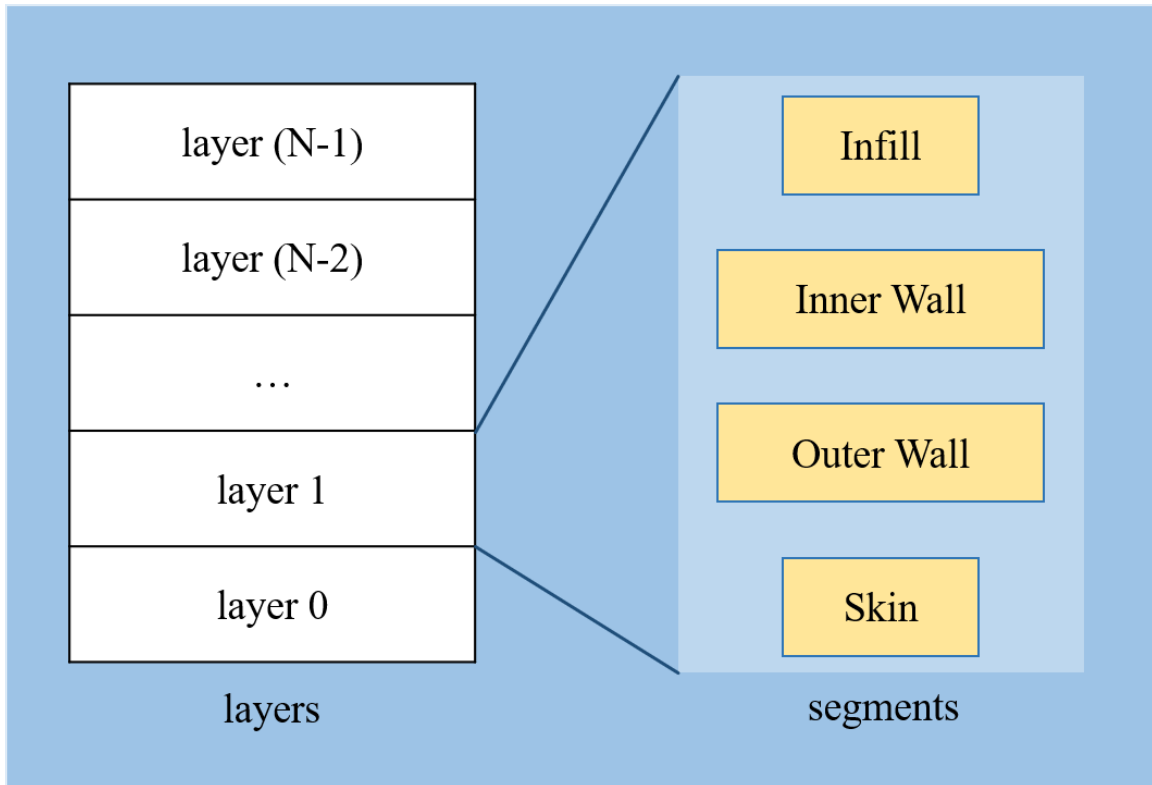 layer (N-1)
layer (N-2)
…
layer 1
layer 0
layers
Infill
Inner Wall
Outer Wall
Skin
segments